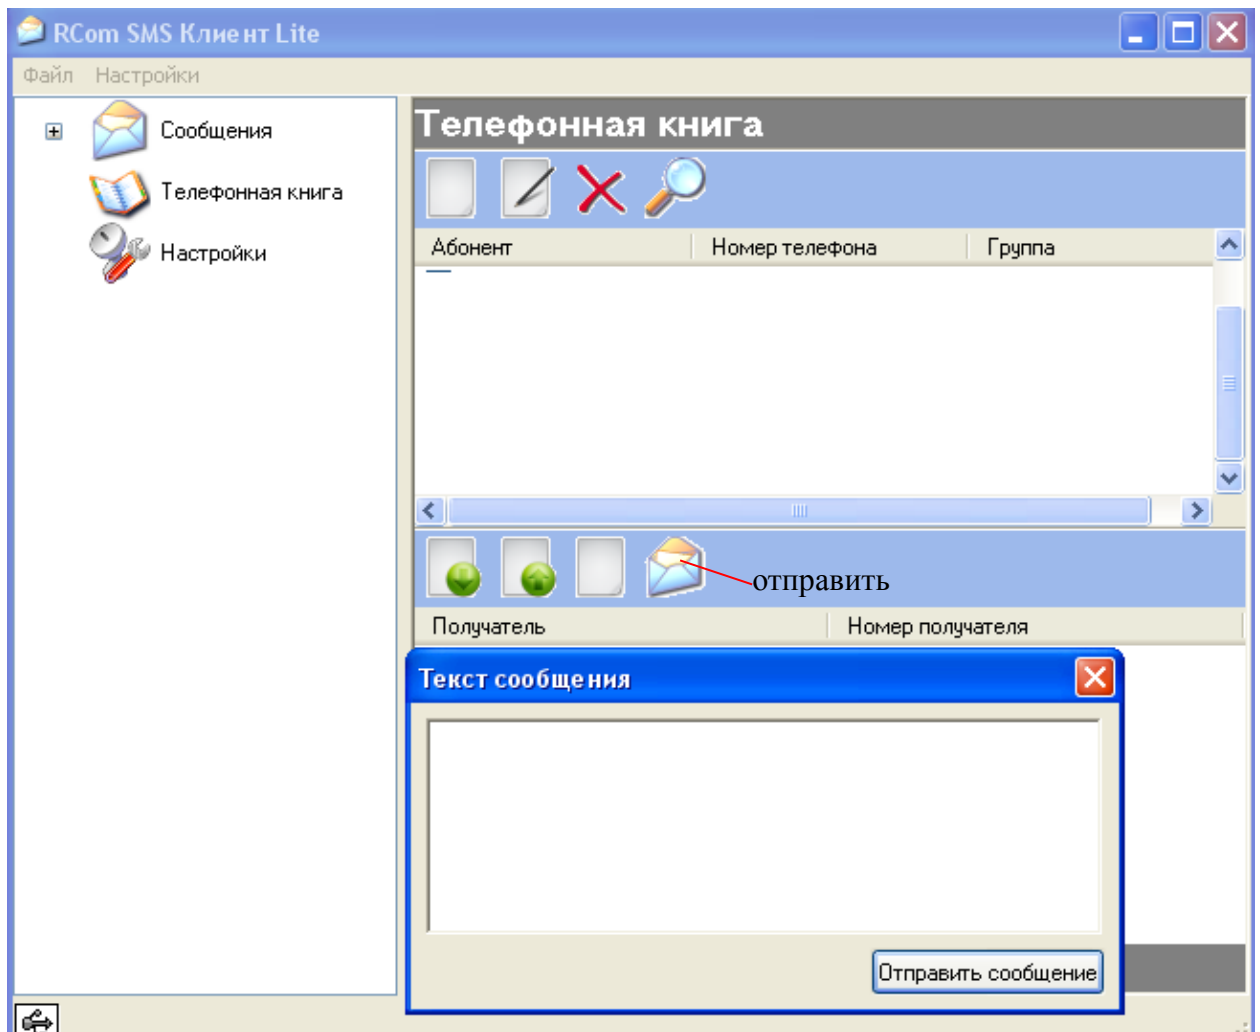 RCom SMS Клиент Lite
Файл Настройки
Сообщения
Телефонная книга
Настройки
Телефонная книга
Абонент Номер телефона Группа
отправить
Получатель Номер получателя
Текст сообщения
Отправить сообщение